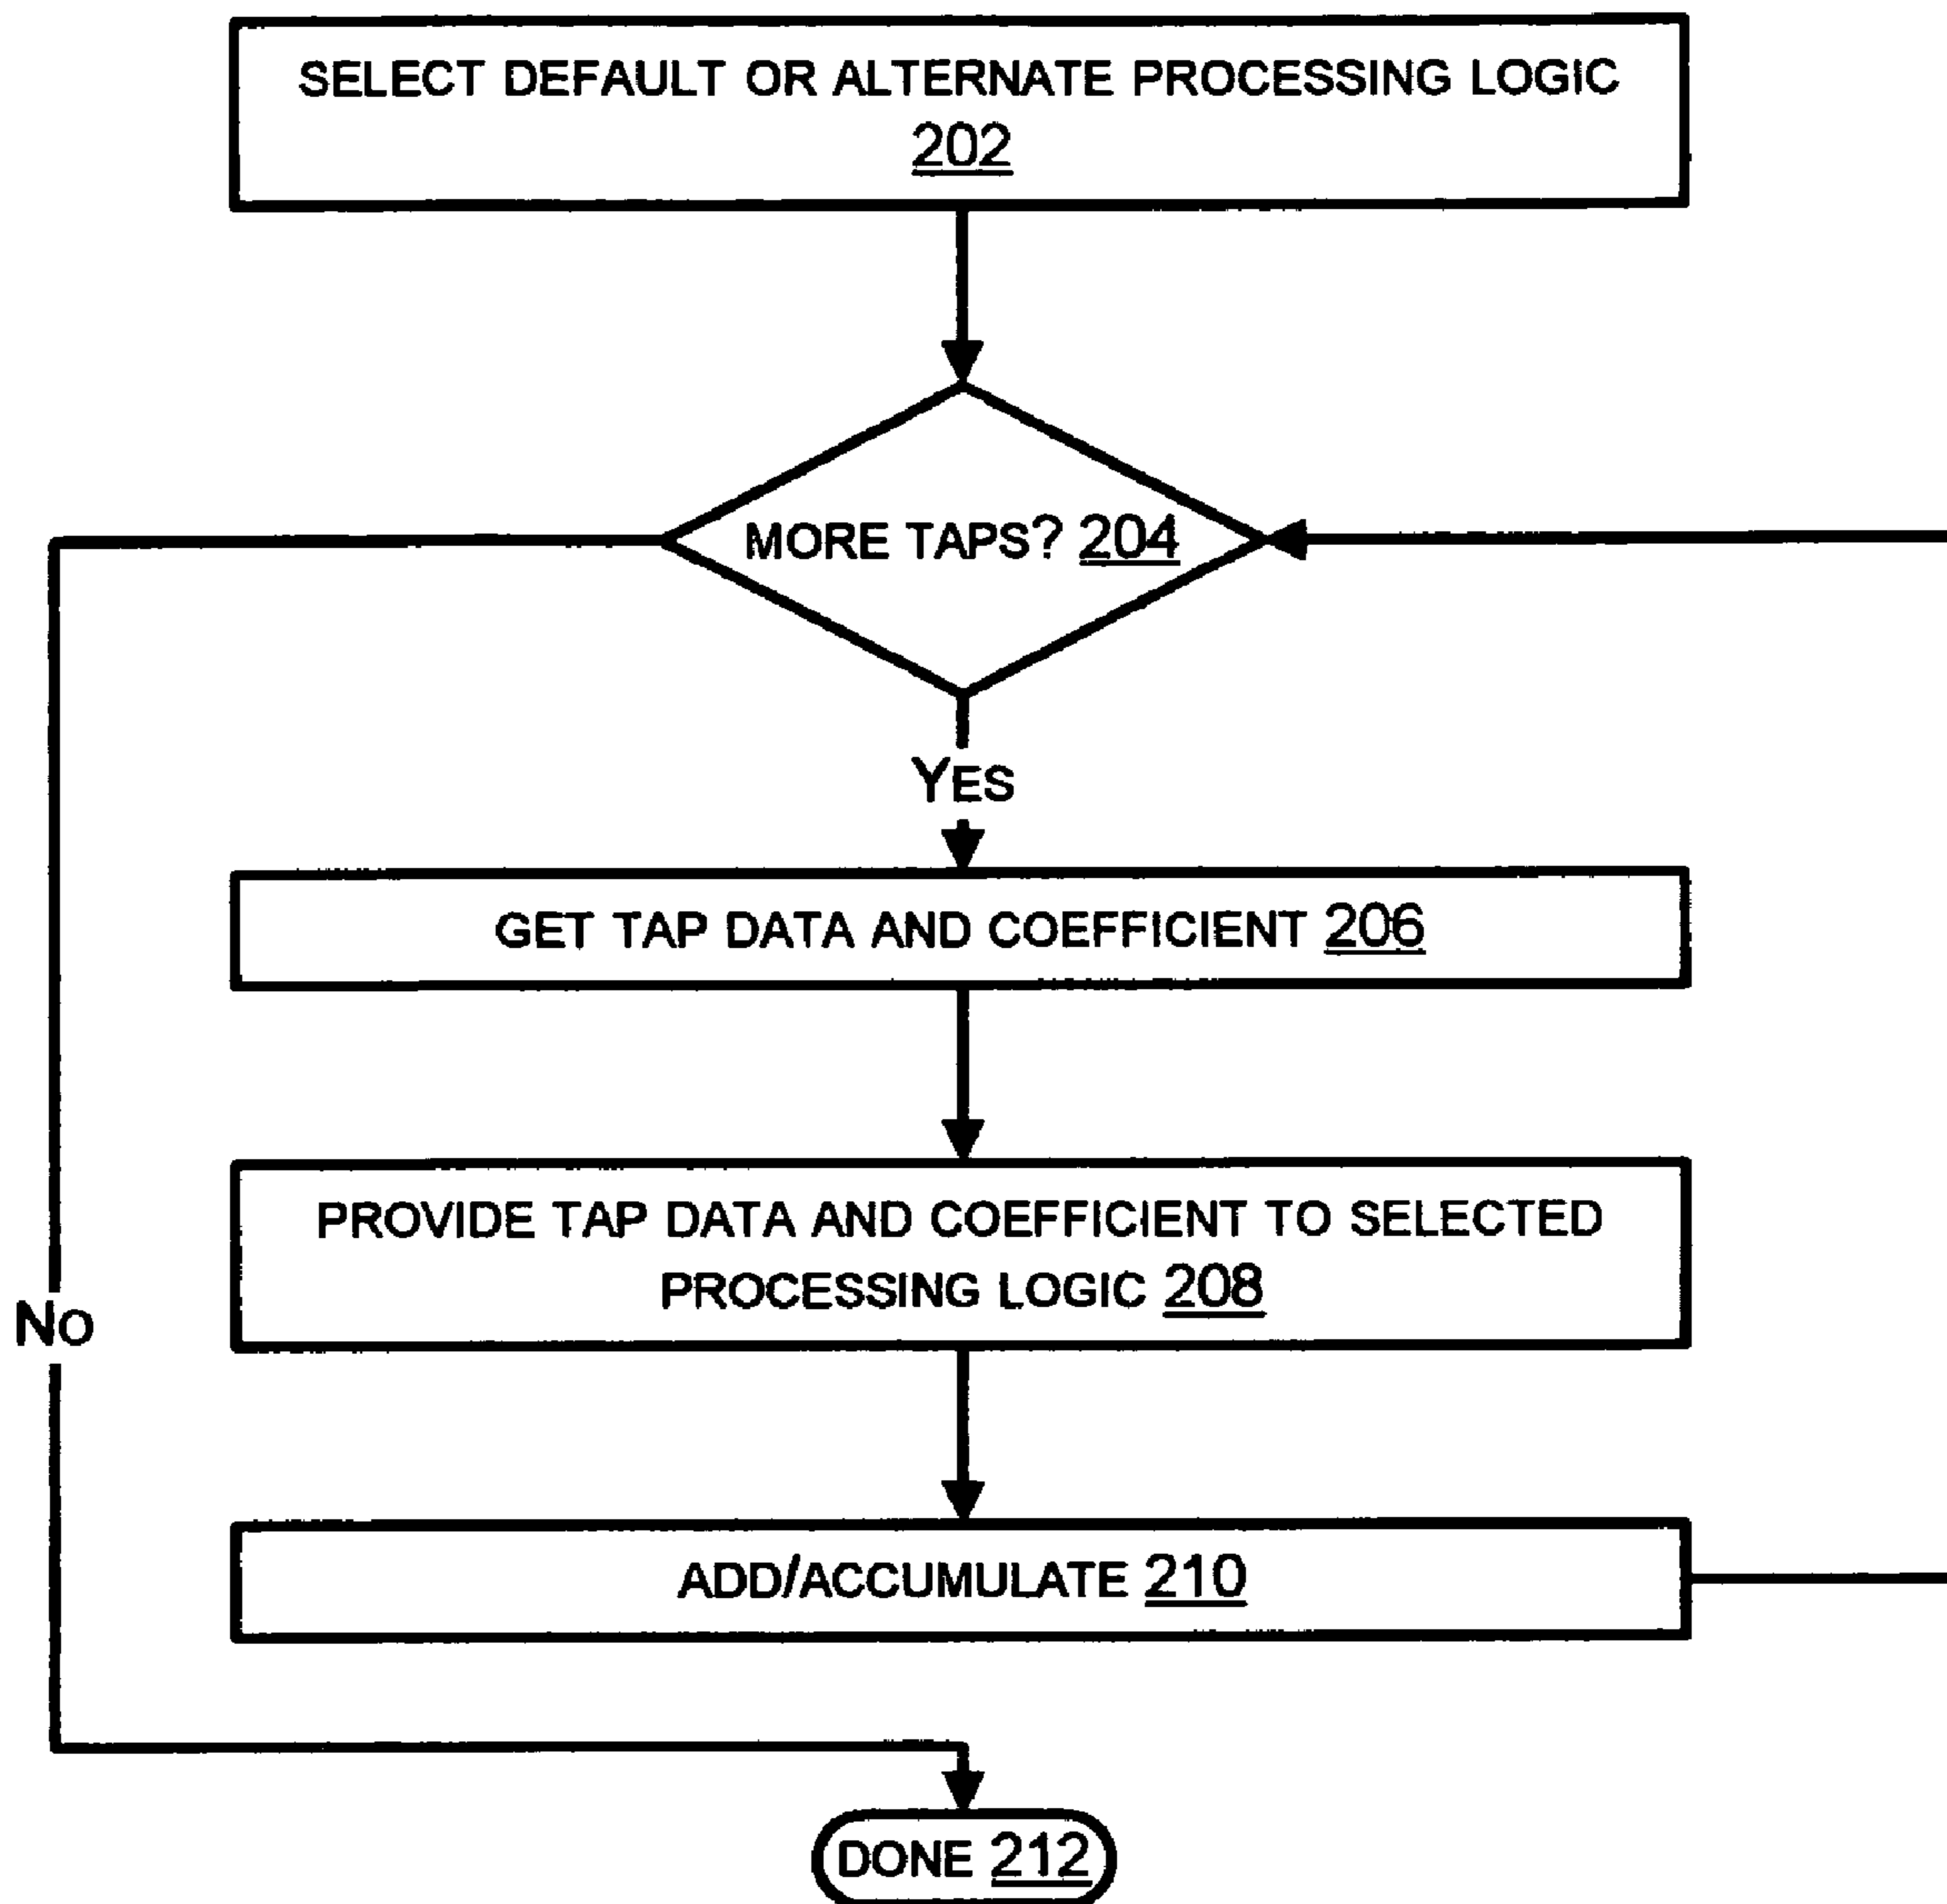 SELECT DEFAULT OR ALTERNATE PROCESSING LOGIC
202
MORE TAPS? 204
YES
GET TAP DATA AND COEFFICIENT 206
PROVIDE TAP DATA AND COEFFICIENT TO SELECTED
PROCESSING LOGIC 208
NO
ADD/ACCUMULATE 210
DONE 212